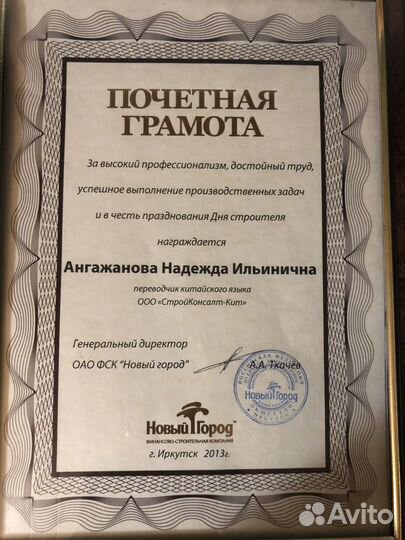 ПОЧЕТНАЯ
ГРАМОТА
За высокий профессионализм, достойный труд,
успешное выполнение производственных задач
и в честь празднования Дня строителя
награждается
Ангажанова Надежда Ильинична
переводчик китайского языка
ООО «СтройКонсалт-Кит»
Генеральный директор
ОАО ФСК "Новый город"
А.А. Ткачев
Новый Город
Новый Город
ФИНАНСОВО-СТРОИТЕЛЬНАЯ КОМПАНИЯ
г. Иркутск 2013г.
Avito